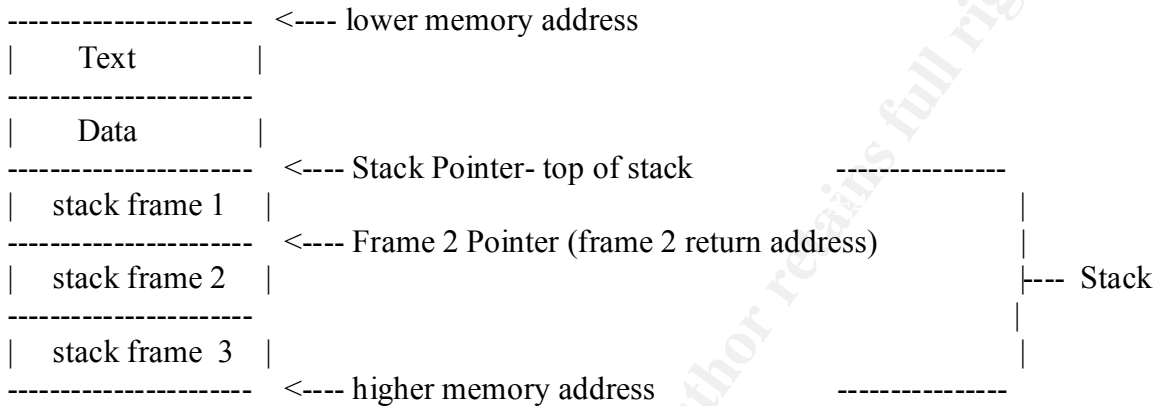 ----------------------- <---- lower memory address
| Text |
-----------------------
| Data |
----------------------- <---- Stack Pointer- top of stack ----------------
| stack frame 1 | |
----------------------- <---- Frame 2 Pointer (frame 2 return address) |
| stack frame 2 | |---- Stack
----------------------- |
| stack frame 3 | |
----------------------- <---- higher memory address ----------------